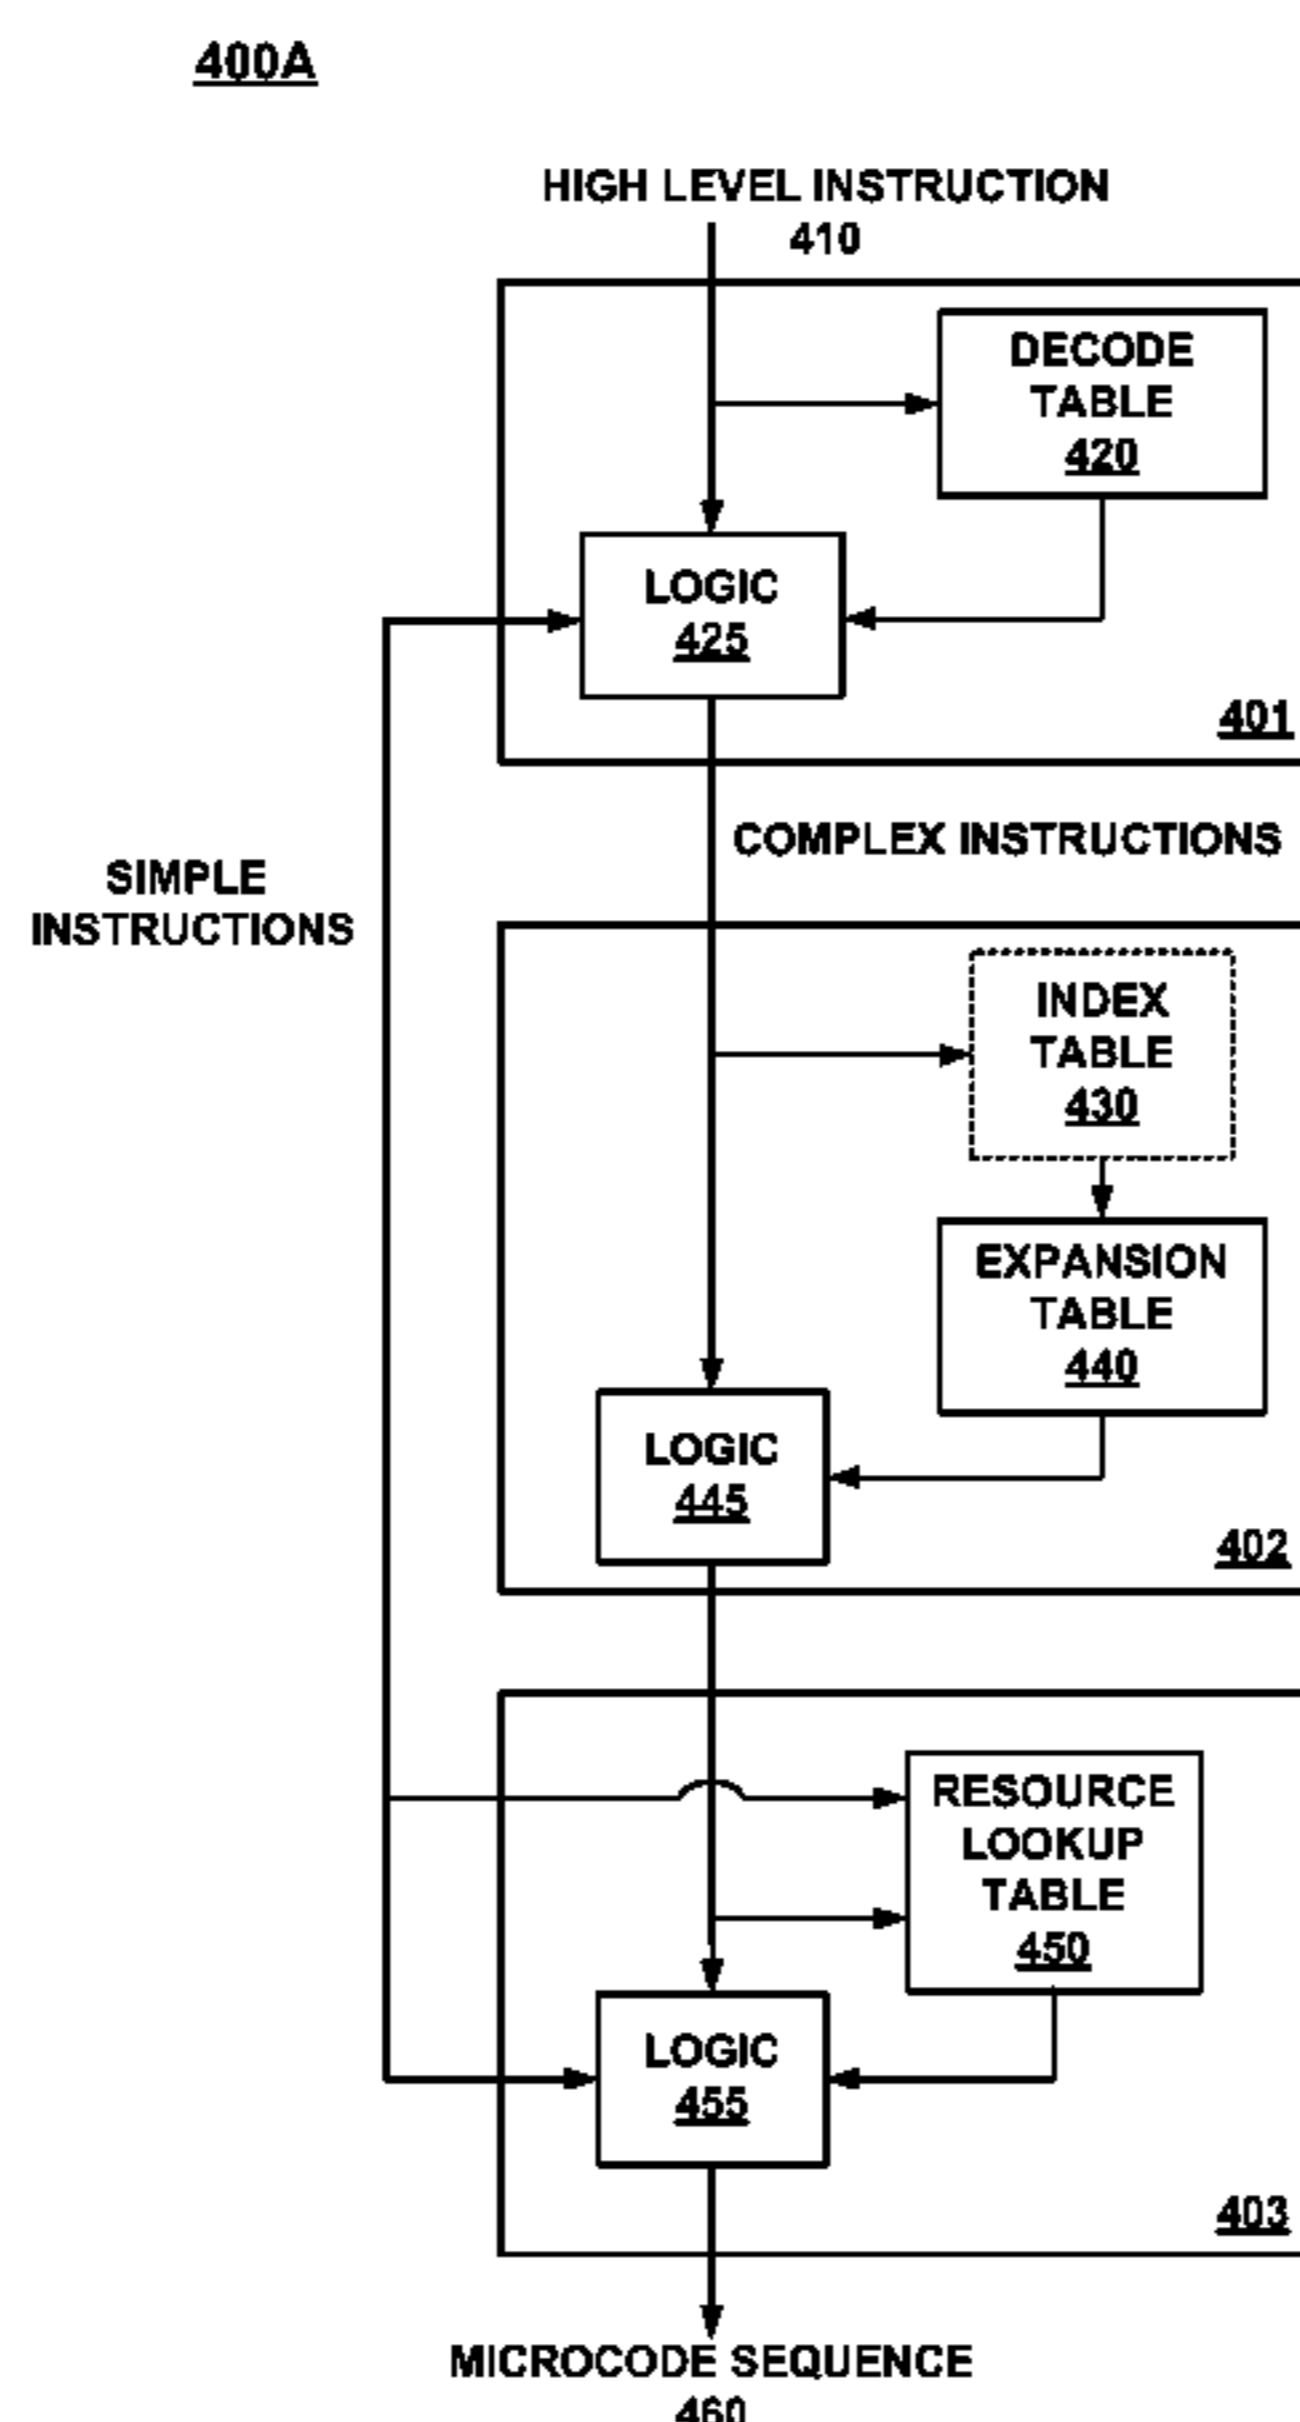 400A
HIGH LEVEL INSTRUCTION
410
DECODE
TABLE
420
LOGIC
425
401
COMPLEX INSTRUCTIONS
SIMPLE
INSTRUCTIONS
INDEX
TABLE
430
EXPANSION
TABLE
440
LOGIC
445
402
RESOURCE
LOOKUP
TABLE
450
LOGIC
455
403
MICROCODE SEQUENCE
460